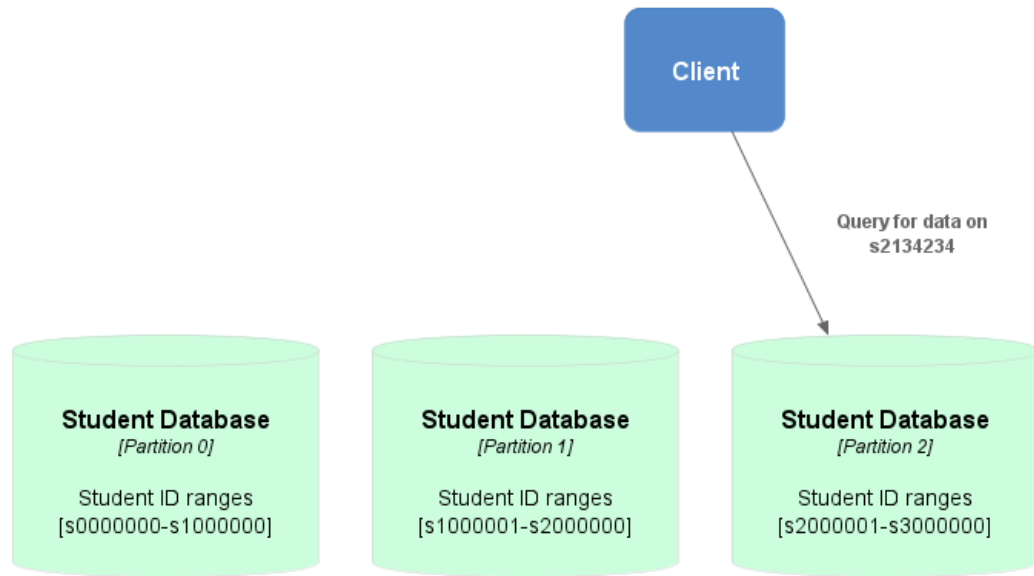 Client
Query for data on
s2134234
Student Database
[Partition 0]
Student ID ranges
[s0000000-s1000000]
Student Database
[Partition 1]
Student ID ranges
[s1000001-s2000000]
Student Database
[Partition 2]
Student ID ranges
[s2000001-s3000000]